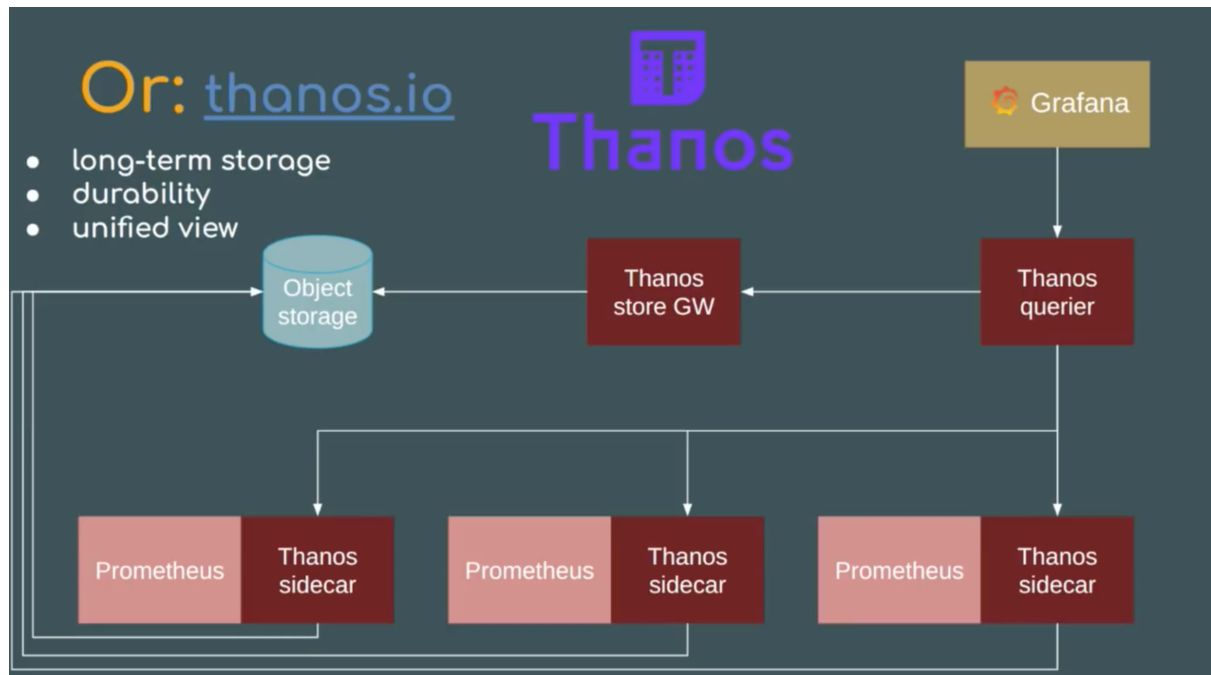 Or: thanos.io
● long-term storage
● durability
● unified view
T
Thanos
Grafana
Object
storage
Thanos
store GW
Thanos
querier
Prometheus
Thanos
sidecar
Prometheus
Thanos
sidecar
Prometheus
Thanos
sidecar